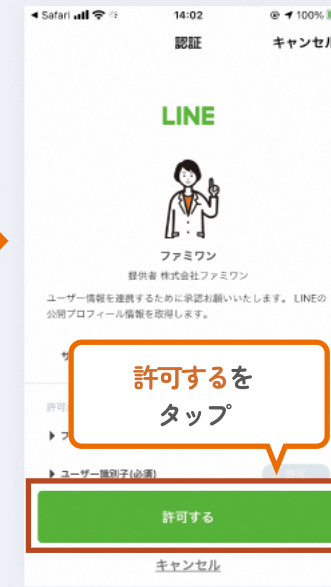 Safari 14:02 100%
認証 キャンセル
LINE
ファミワン
提供者 株式会社ファミワン
ユーザー情報を連携するために承認お願いいたします。 LINEの
公開プロフィール情報を取得します。
許可するを
タップ
許可
ユーザー識別子(必須)
許可する
キャンセル